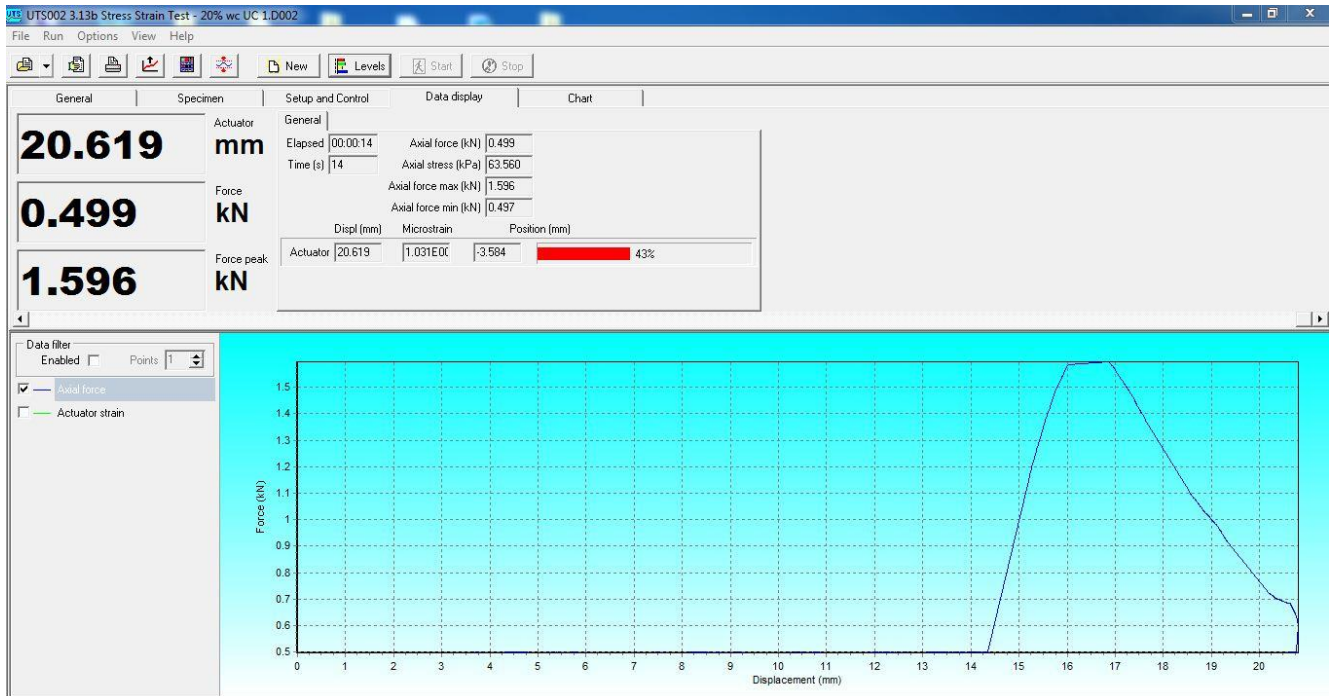 UTS UTS002 3.13b Stress Strain Test - 20% wc UC 1.D002
File Run Options View Help
New Levels Start Stop
General Specimen Setup and Control Data display Chart
20.619 Actuator mm
0.499 Force kN
1.596 Force peak kN
General
Elapsed 00:00:14 Axial force (kN) 0.499
Time (s) 14 Axial stress (kPa) 63.560
Axial force max (kN) 1.596
Axial force min (kN) 0.497
Displ (mm) Microstrain Position (mm)
Actuator 20.619 1.031E0 -3.584 43%
Data filter
Enabled Points 1
Axial force
Actuator strain
1.5
1.4
1.3
1.2
1.1
1
0.9
0.8
0.7
0.6
0.5
Force (kN)
0 1 2 3 4 5 6 7 8 9 10 11 12 13 14 15 16 17 18 19 20
Displacement (mm)